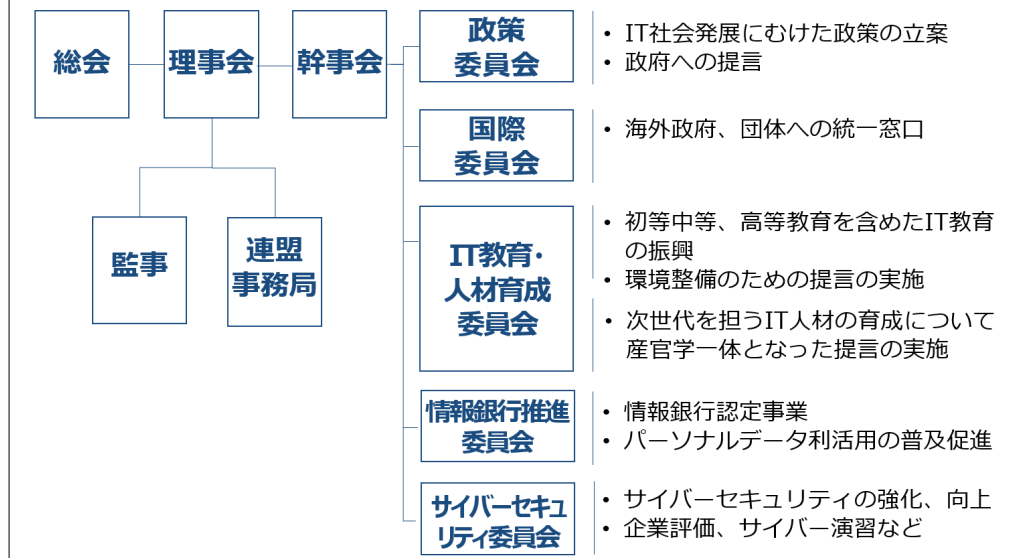 総会
理事会
幹事会
監事
連盟
事務局
政策
委員会
• IT社会発展にむけた政策の立案
• 政府への提言
国際
委員会
• 海外政府、団体への統一窓口
IT教育・
人材育成
委員会
• 初等中等、高等教育を含めたIT教育
の振興
• 環境整備のための提言の実施
• 次世代を担うIT人材の育成について
産官学一体となった提言の実施
情報銀行推進
委員会
• 情報銀行認定事業
• パーソナルデータ利活用の普及促進
サイバーセキュ
リティ委員会
• サイバーセキュリティの強化、向上
• 企業評価、サイバー演習など